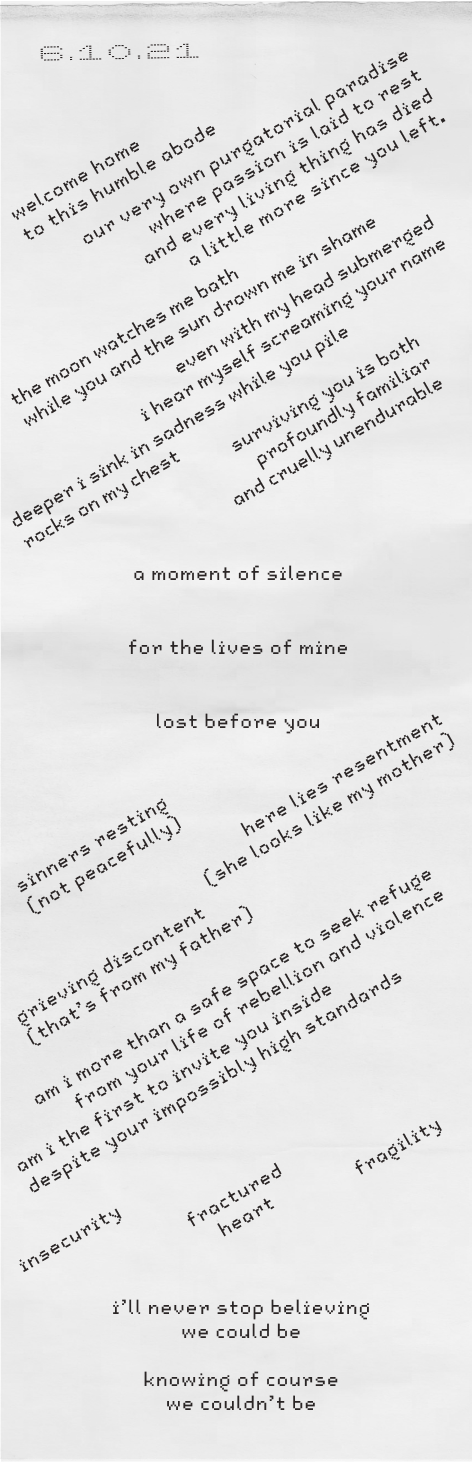 6.10.21
welcome home
to this humble abode
our very own purgatorial paradise
where passion is laid to rest
and every living thing has died
a little more since you left.
the moon watches me bath
while you and the sun drown me in shame
even with my head submerged
i hear myself screaming your name
deeper i sink in sadness while you pile
rocks on my chest
surviving you is both
profoundly familiar
and cruelly unendurable
a moment of silence
for the lives of mine
lost before you
sinners resting
(not peacefully)
here lies resentment
(she looks like my mother)
grieving discontent
(that's from my father)
am i more than a safe space to seek refuge
from your life of rebellion and violence
am i the first to invite you inside
despite your impossibly high standards
insecurity
fractured
heart
fragility
i'll never stop believing
we could be
knowing of course
we couldn't be